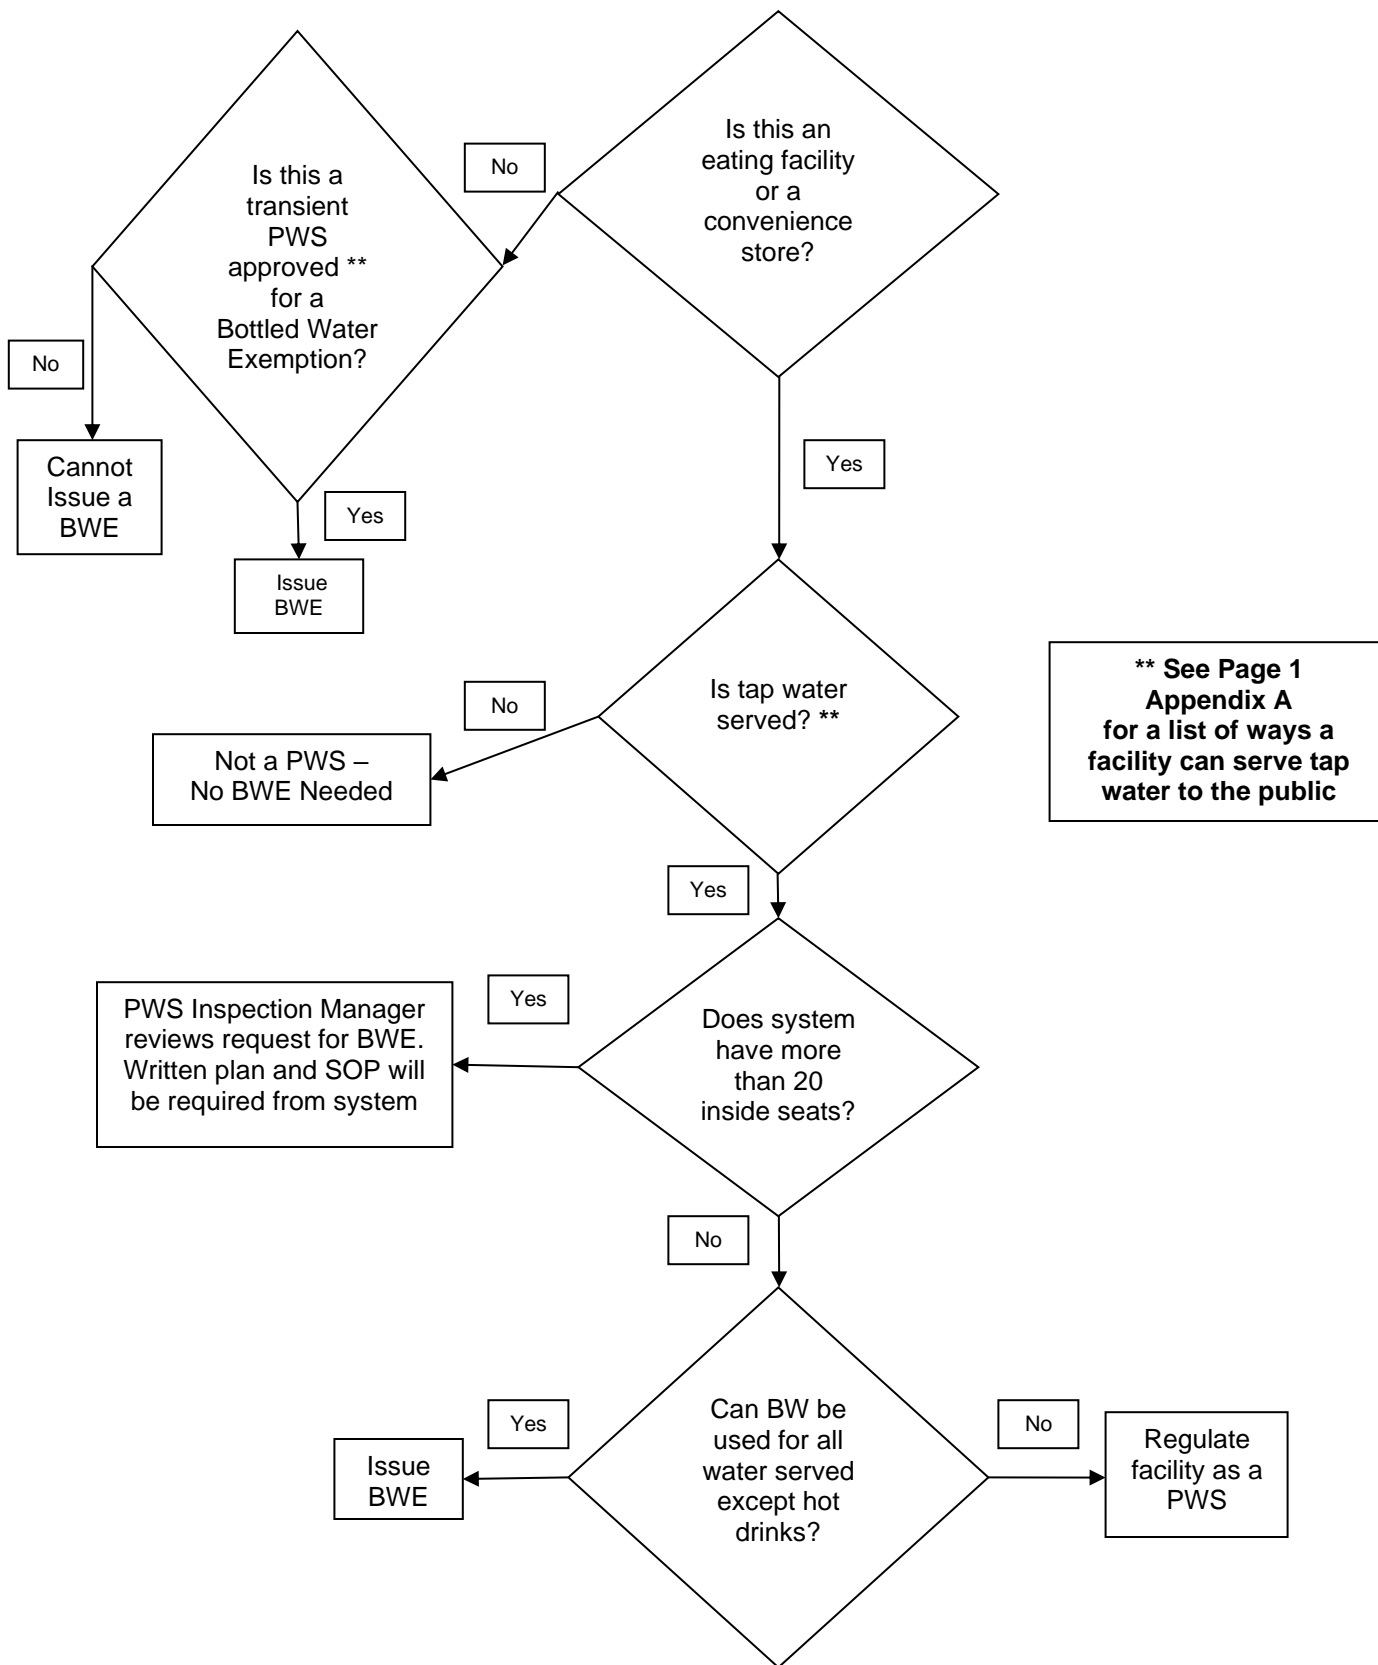 Is this an
eating facility
or a
convenience
store?
No
Is this a
transient
PWS
approved **
for a
Bottled Water
Exemption?
No
Cannot
Issue a
BWE
Yes
Issue
BWE
Yes
Is tap water
served? **
** See Page 1
Appendix A
for a list of ways a
facility can serve tap
water to the public
No
Not a PWS –
No BWE Needed
Yes
Does system
have more
than 20
inside seats?
Yes
PWS Inspection Manager
reviews request for BWE.
Written plan and SOP will
be required from system
No
Can BW be
used for all
water served
except hot
drinks?
Yes
Issue
BWE
No
Regulate
facility as a
PWS